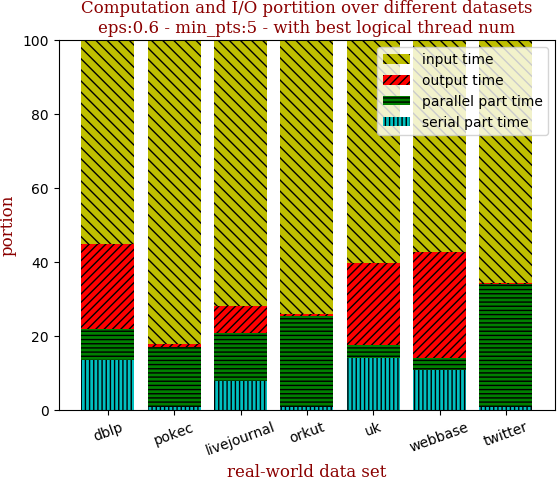 Computation and I/O portition over different datasets
eps:0.6 - min_pts:5 - with best logical thread num
100
80
60
40
20
0
portion
input time
output time
parallel part time
serial part time
dblp
pokec
livejournal
orkut
uk
webbase
twitter
real-world data set